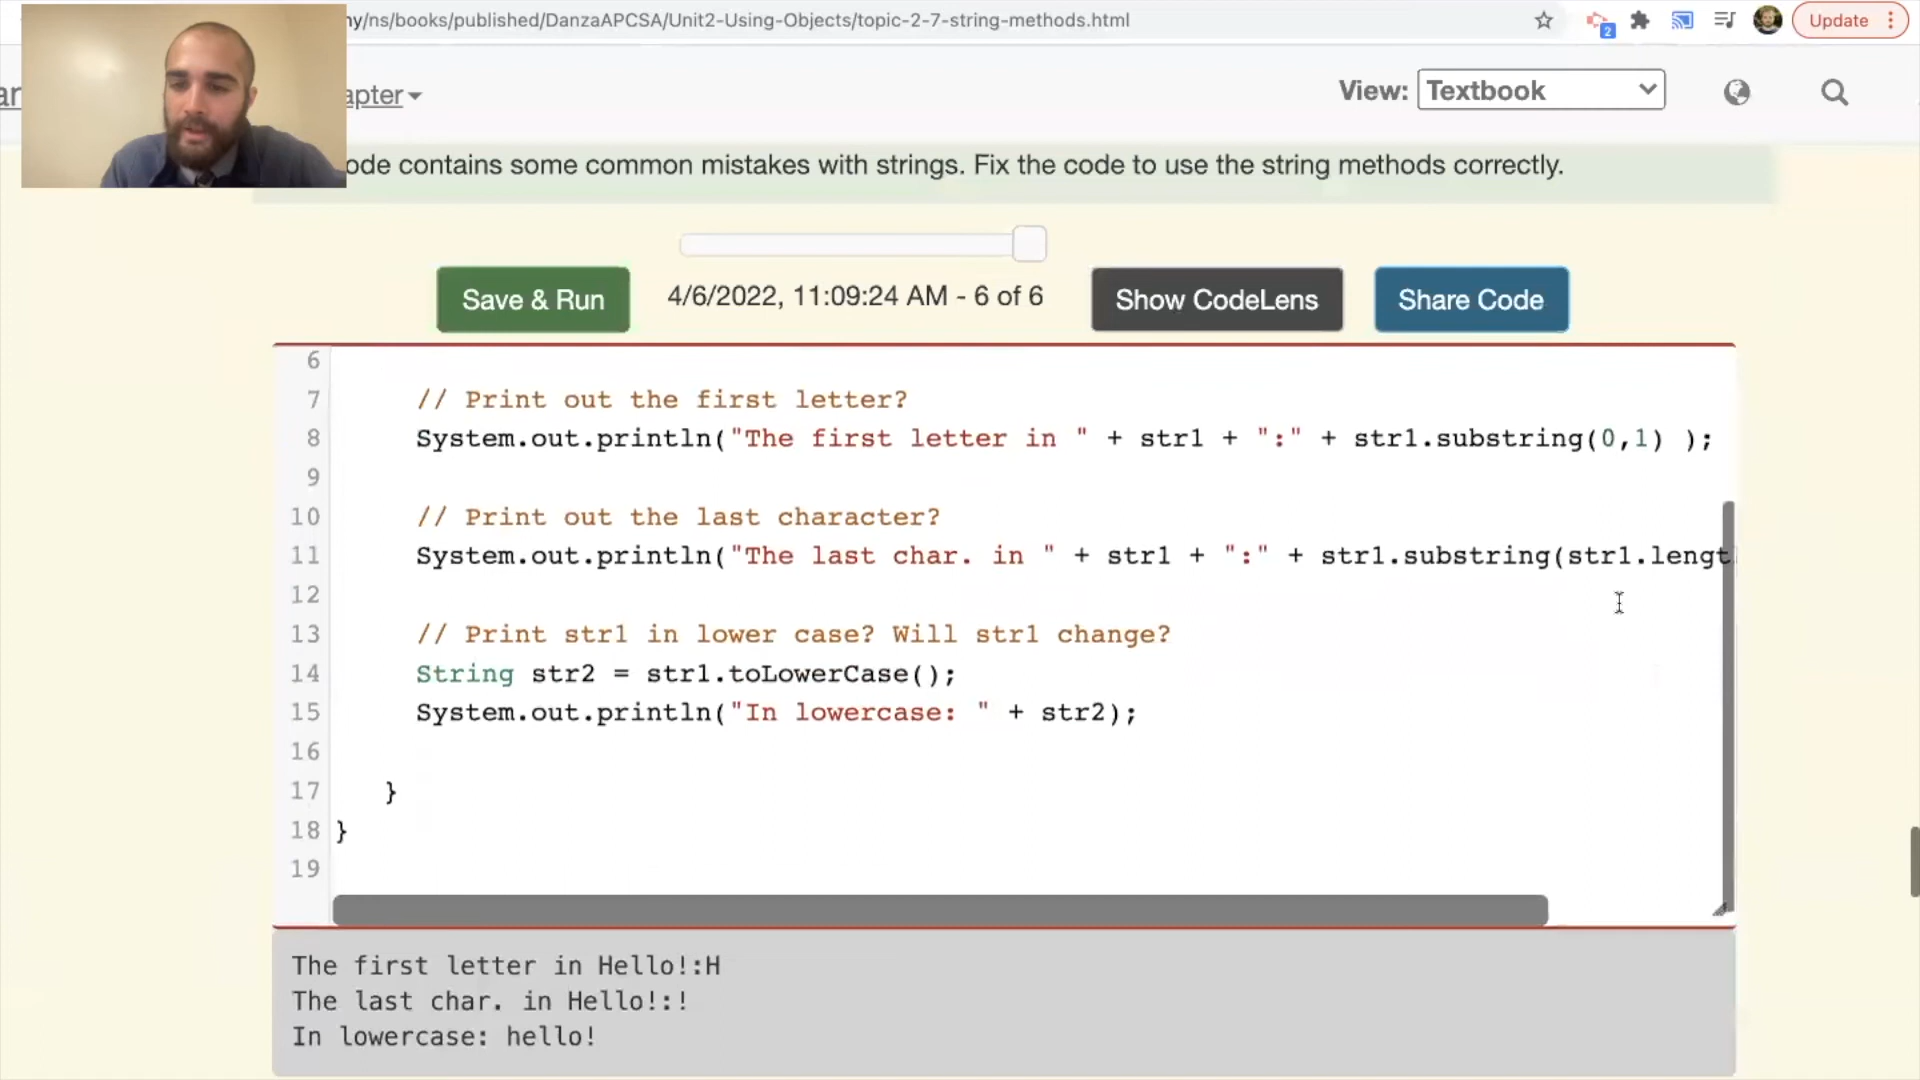 ny/ns/books/published/DanzaAPCSA/Unit2-Using-Objects/topic-2-7-string-methods.html
2
Update
apter
View: Textbook
ode contains some common mistakes with strings. Fix the code to use the string methods correctly.
Save & Run
4/6/2022, 11:09:24 AM - 6 of 6
Show CodeLens
Share Code
6
7 // Print out the first letter?
8 System.out.println("The first letter in " + str1 + ":" + str1.substring(0,1) );
9
10 // Print out the last character?
11 System.out.println("The last char. in " + str1 + ":" + str1.substring(str1.lengt
12
13 // Print str1 in lower case? Will str1 change?
14 String str2 = str1.toLowerCase();
15 System.out.println("In lowercase: " + str2);
16
17 }
18 }
19
The first letter in Hello!:H
The last char. in Hello!:!
In lowercase: hello!